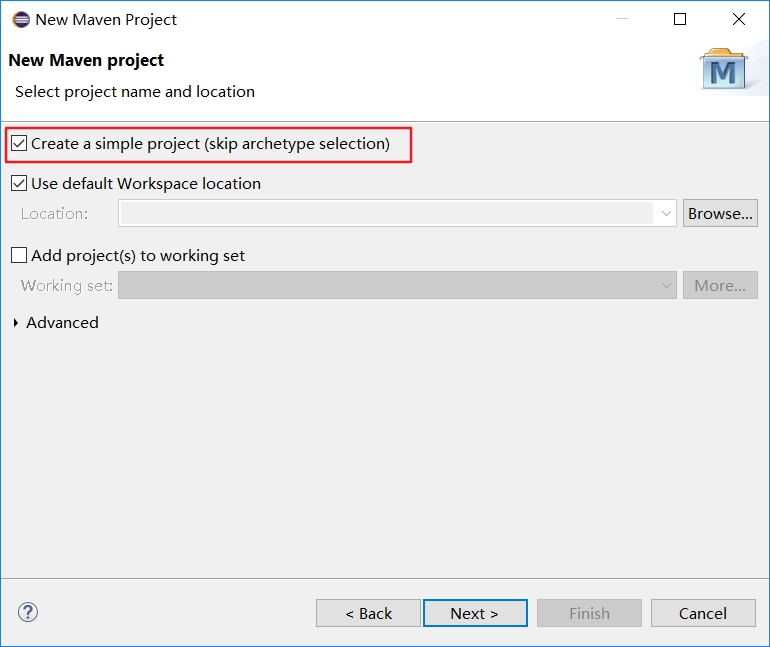 New Maven Project
New Maven project
Select project name and location
M
Create a simple project (skip archetype selection)
Use default Workspace location
Location:
Browse...
Add project(s) to working set
Working set:
More...
Advanced
?
< Back
Next >
Finish
Cancel